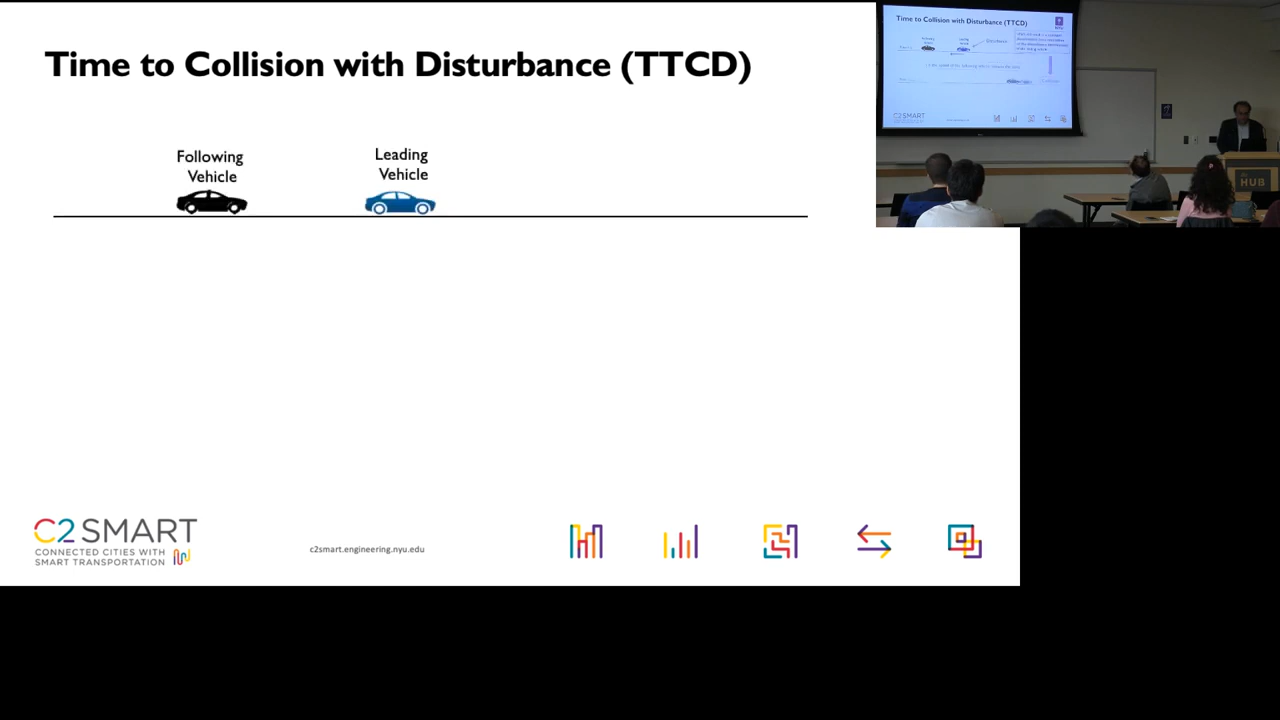 Time to Collision with Disturbance (TTCD)
Following
Vehicle
Leading
Vehicle
C2SMART
CONNECTED CITIES WITH
SMART TRANSPORTATION
c2smart.engineering.nyu.edu
Time to Collision with Disturbance (TTCD)
C2SMART
HUB